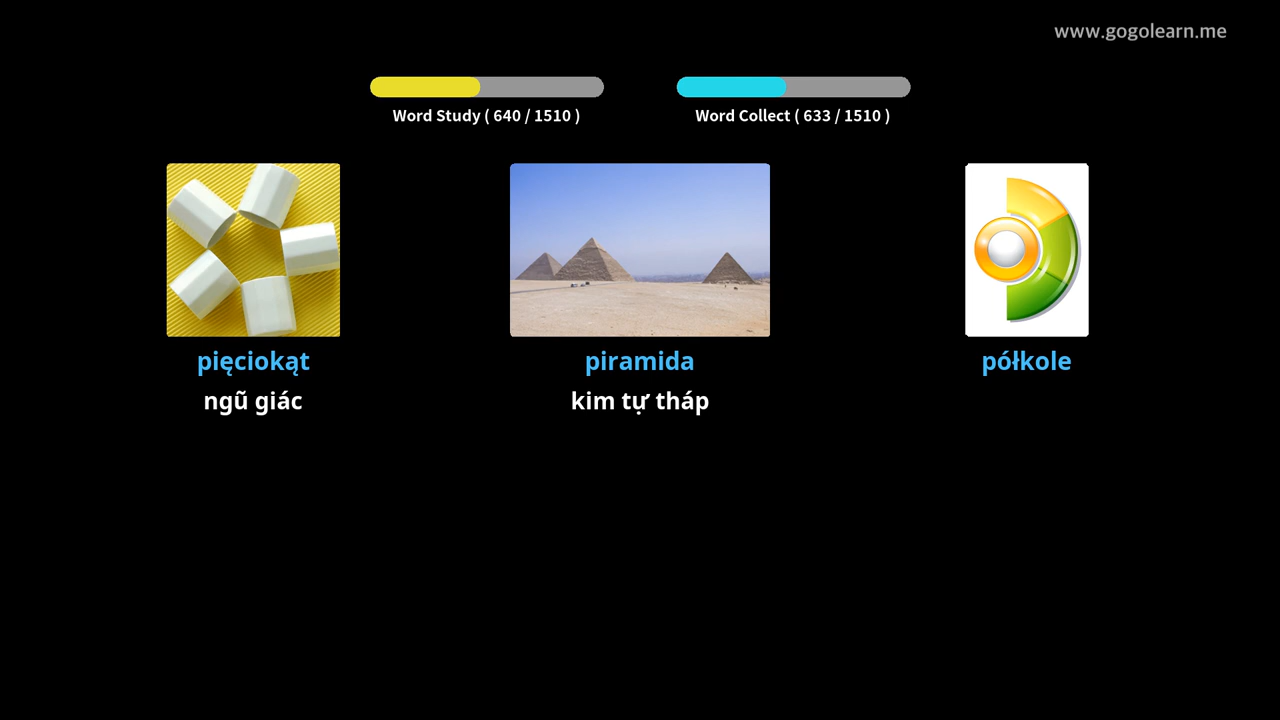 www.gogolearn.me
Word Study ( 640 / 1510 )
Word Collect ( 633 / 1510 )
pięciokąt
ngũ giác
piramida
kim tự tháp
półkole